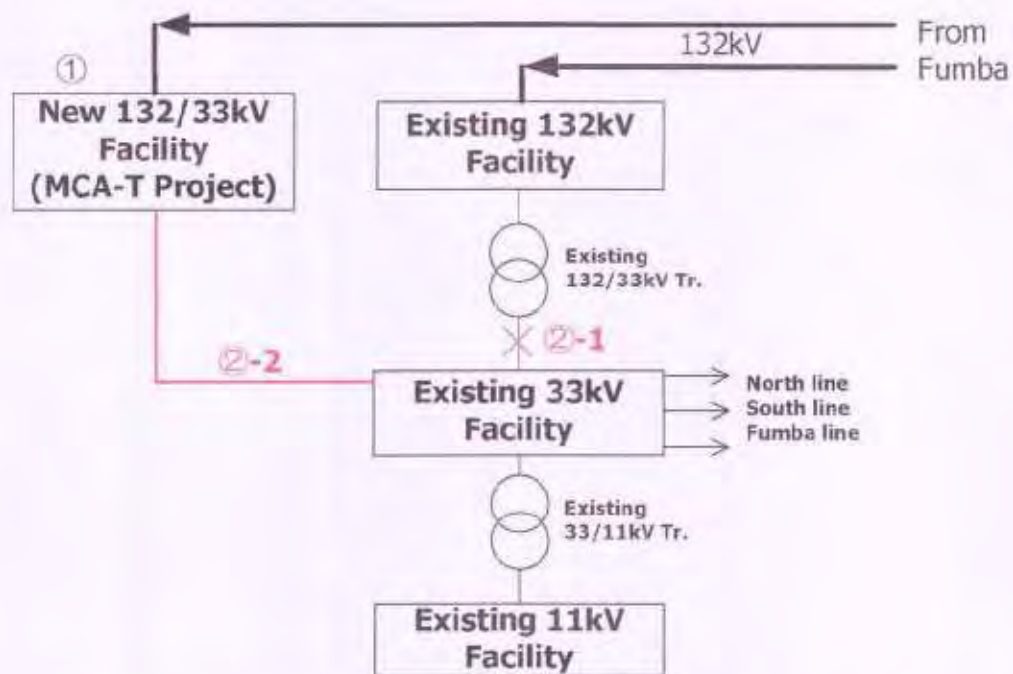 From
Fumba
132kV
①
New 132/33kV
Facility
(MCA-T Project)
Existing 132kV
Facility
Existing
132/33kV Tr.
②-1
②-2
Existing 33kV
Facility
North line
South line
Fumba line
Existing
33/11kV Tr.
Existing 11kV
Facility